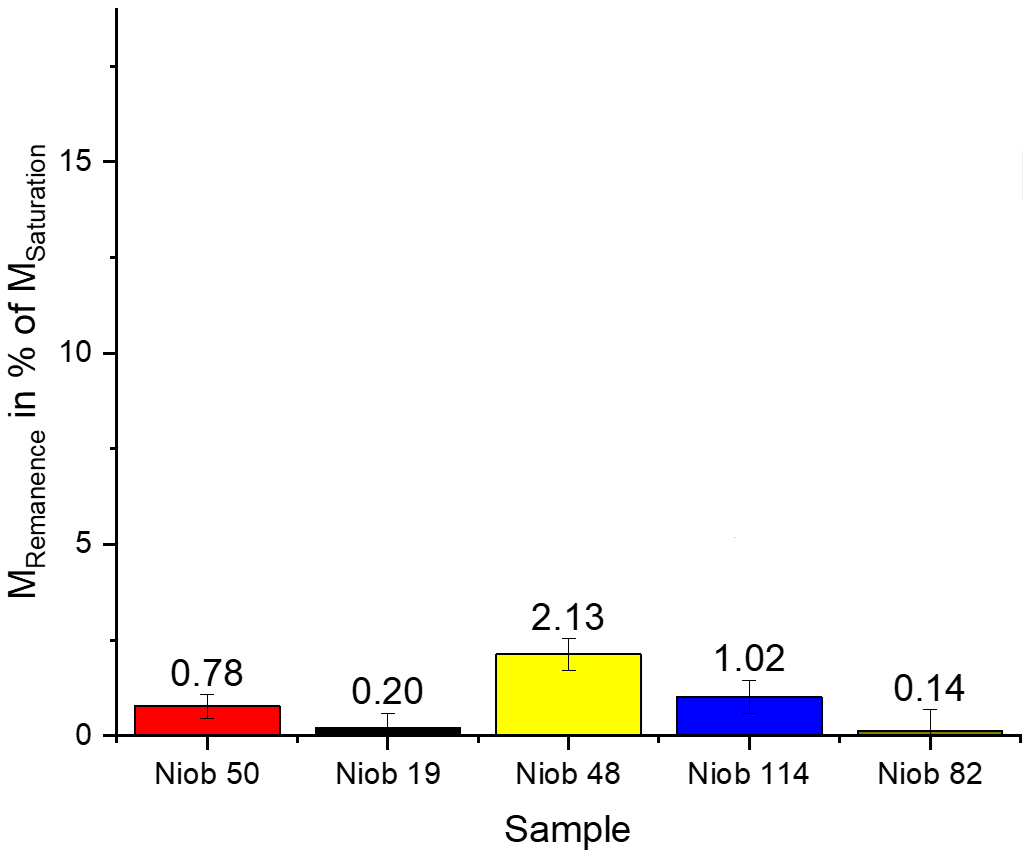 M_Remanence in % of M_Saturation
15
10
5
0
0.78
0.20
2.13
1.02
0.14
Niob 50
Niob 19
Niob 48
Niob 114
Niob 82
Sample